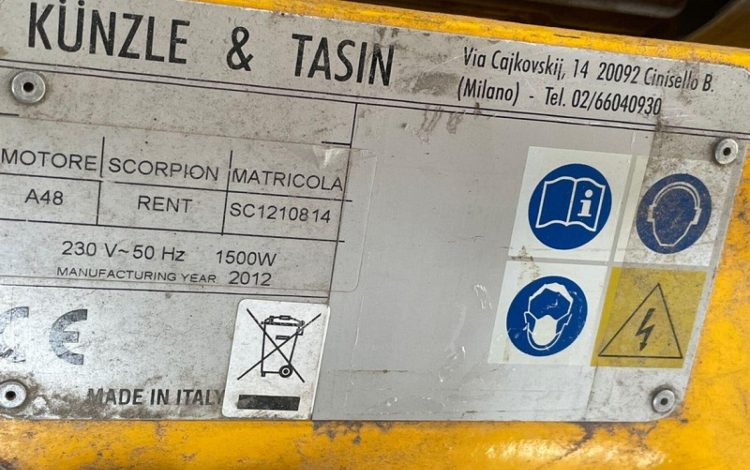 KÜNZLE & TASIN
Via Cajkovskij, 14 20092 Cinisello B.
(Milano) - Tel. 02/66040930
MOTORE SCORPION MATRICOLA
A48 RENT SC1210814
230 V~50 Hz 1500W
MANUFACTURING YEAR 2012
CE
MADE IN ITALY
i